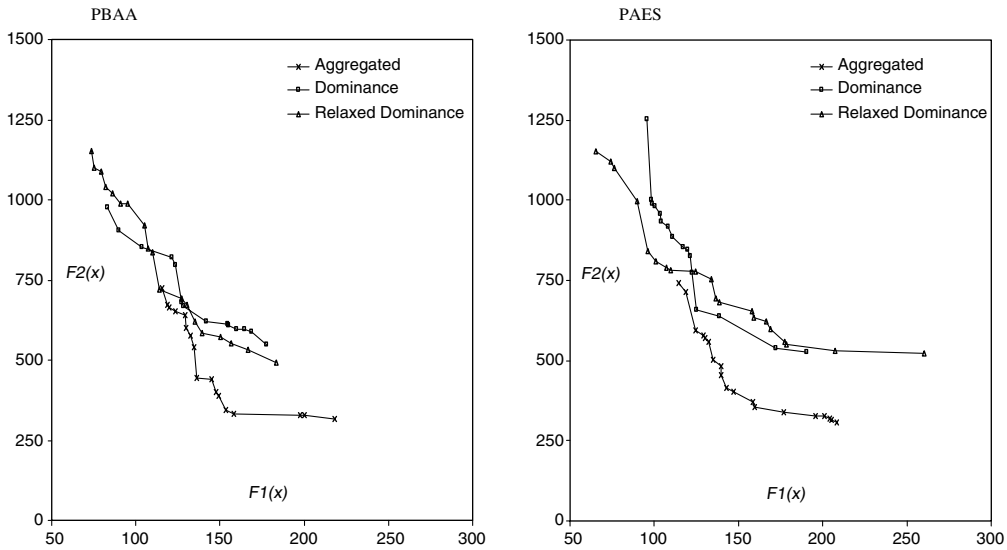 PBAA
1500
1250
1000
750
500
250
0
50 100 150 200 250 300
F2(x)
F1(x)
Aggregated
Dominance
Relaxed Dominance
PAES
1500
1250
1000
750
500
250
0
50 100 150 200 250 300
F2(x)
F1(x)
Aggregated
Dominance
Relaxed Dominance